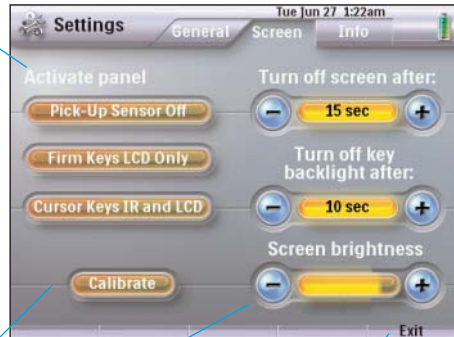 Tue Jun 27 1:22am
Settings
General
Screen
Info
Activate panel
Pick-Up Sensor Off
Firm Keys LCD Only
Cursor Keys IR and LCD
Calibrate
Turn off screen after:
15 sec
Turn off key
backlight after:
10 sec
Screen brightness
Exit